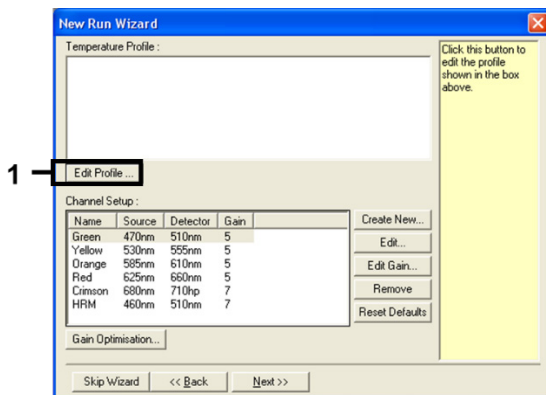 New Run Wizard
Temperature Profile :
Click this button to
edit the profile
shown in the box
above.
1
Edit Profile ...
Channel Setup :
Name Source Detector Gain
Green 470nm 510nm 5
Yellow 530nm 555nm 5
Orange 585nm 610nm 5
Red 625nm 660nm 5
Crimson 680nm 710hp 7
HRM 460nm 510nm 7
Create New...
Edit...
Edit Gain...
Remove
Reset Defaults
Gain Optimisation...
Skip Wizard
<< Back
Next >>